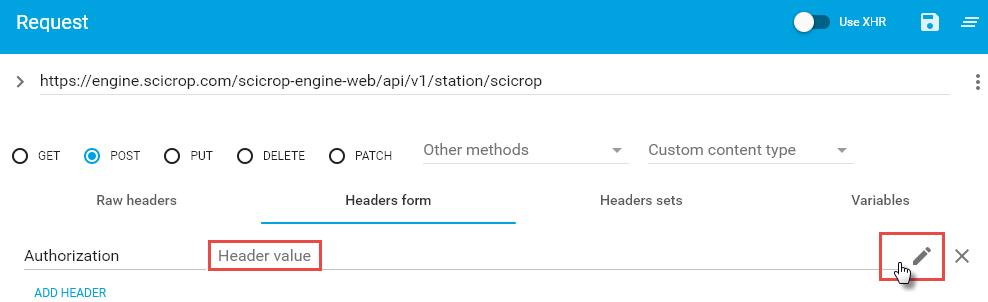 Request
Use XHR
https://engine.scicrop.com/scicrop-engine-web/api/v1/station/scicrop
GET POST PUT DELETE PATCH Other methods Custom content type
Raw headers Headers form Headers sets Variables
Authorization Header value
ADD HEADER